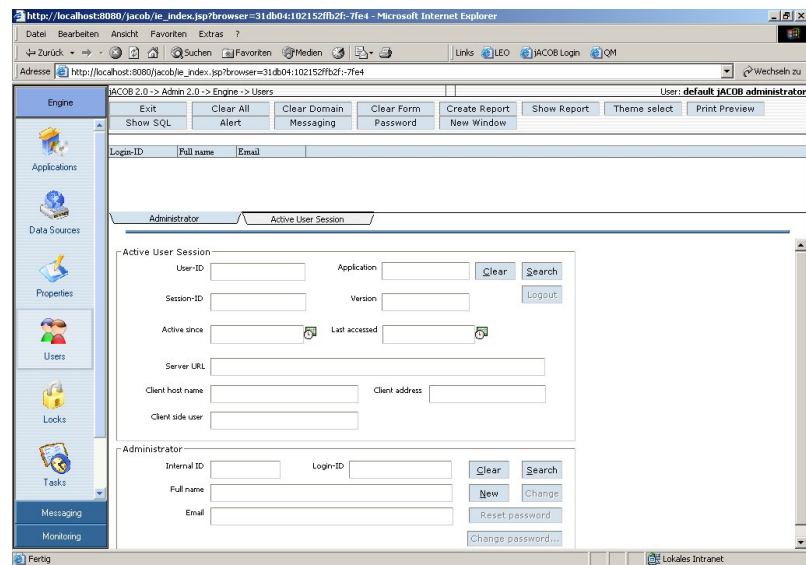 http://localhost:8080/jacob/ie_index.jsp?browser=31db04:102152ffb2f:-7fe4 - Microsoft Internet Explorer
Datei Bearbeiten Ansicht Favoriten Extras ?
Zurück Suchen Favoriten Medien Links LEO jACOB Login QM
Adresse http://localhost:8080/jacob/ie_index.jsp?browser=31db04:102152ffb2f:-7fe4 Wechseln zu
Engine
Applications
Data Sources
Properties
Users
Locks
Tasks
Messaging
Monitoring
jACOB 2.0 -> Admin 2.0 -> Engine -> Users
User: default jACOB administrator
Exit Clear All Clear Domain Clear Form Create Report Show Report Theme select Print Preview
Show SQL Alert Messaging Password New Window
Login-ID Full name Email
Administrator Active User Session
Active User Session
User-ID Application Clear Search
Session-ID Version Logout
Active since Last accessed
Server URL
Client host name Client address
Client side user
Administrator
Internal ID Login-ID Clear Search
Full name New Change
Email Reset password
Change password...
Fertig Lokales Intranet